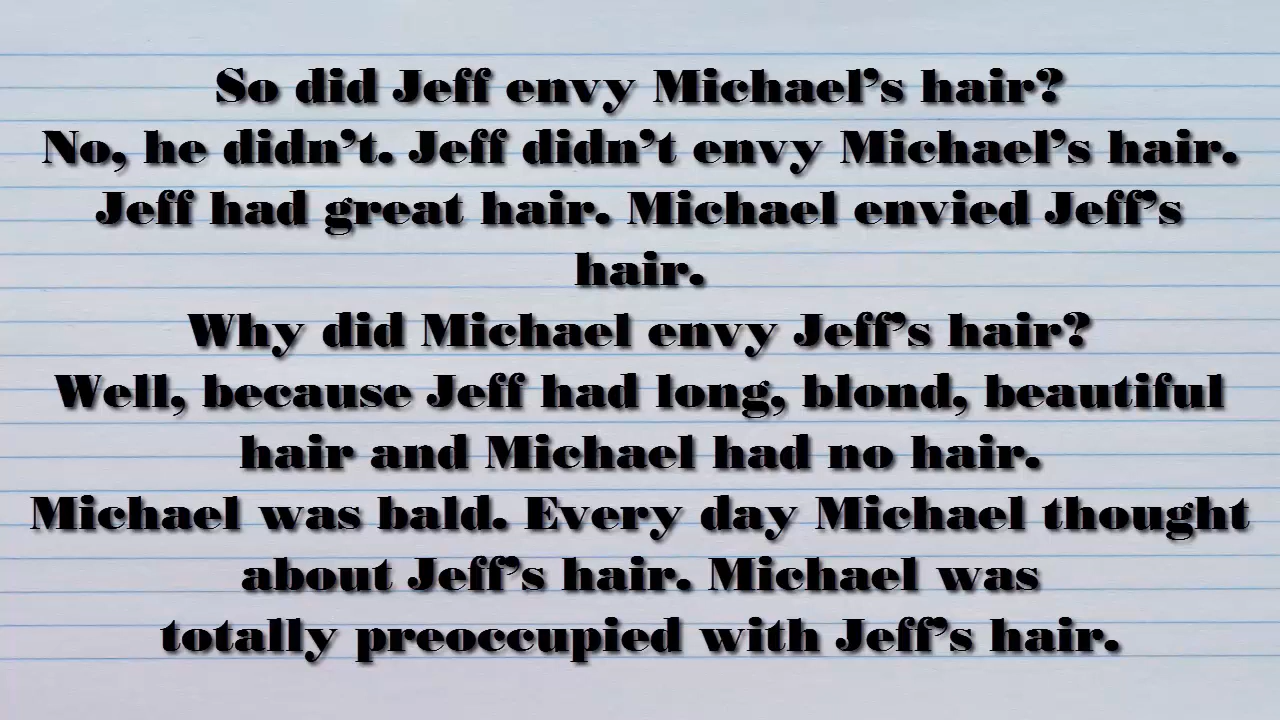 So did Jeff envy Michael’s hair?
No, he didn’t. Jeff didn’t envy Michael’s hair.
Jeff had great hair. Michael envied Jeff’s
hair.
Why did Michael envy Jeff’s hair?
Well, because Jeff had long, blond, beautiful
hair and Michael had no hair.
Michael was bald. Every day Michael thought
about Jeff’s hair. Michael was
totally preoccupied with Jeff’s hair.